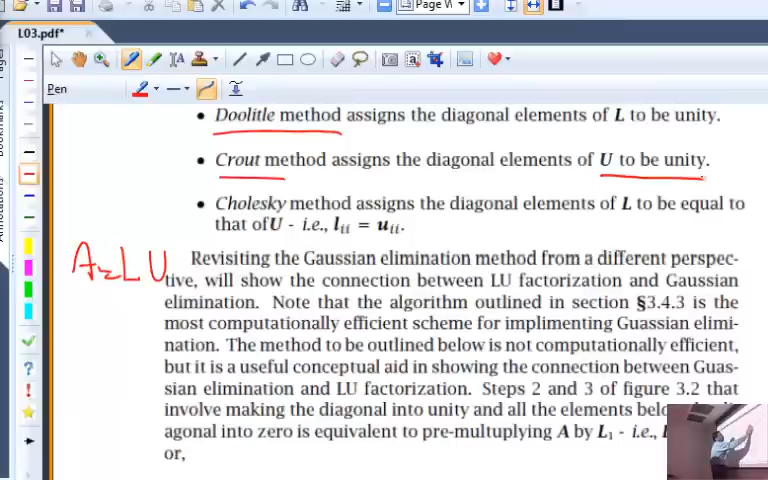 Page W
L03.pdf*
Pages
Pen
Bookmarks
Annotations
• Doolitle method assigns the diagonal elements of L to be unity.
• Crout method assigns the diagonal elements of U to be unity.
• Cholesky method assigns the diagonal elements of L to be equal to
that ofU - i.e., lii = uii.
A=LU
Revisiting the Gaussian elimination method from a different perspec-
tive, will show the connection between LU factorization and Gaussian
elimination. Note that the algorithm outlined in section §3.4.3 is the
most computationally efficient scheme for implimenting Guassian elimi-
nation. The method to be outlined below is not computationally efficient,
but it is a useful conceptual aid in showing the connection between Guas-
sian elimination and LU factorization. Steps 2 and 3 of figure 3.2 that
involve making the diagonal into unity and all the elements belo
agonal into zero is equivalent to pre-multiplying A by L1 - i.e.,
or,